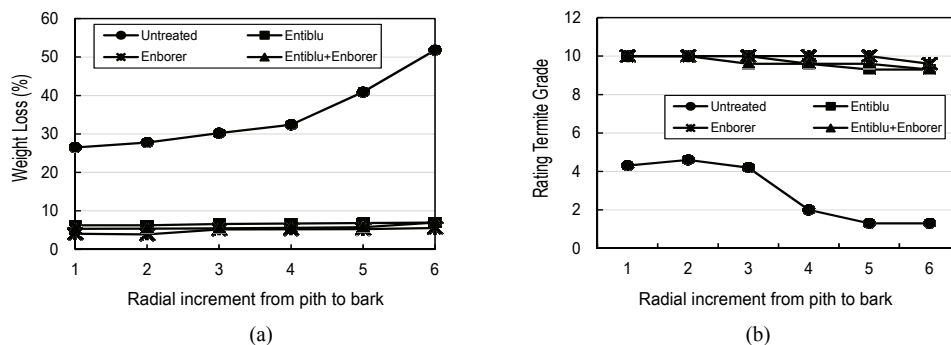 60
50
40
30
20
10
0
Weight Loss (%)
Untreated
Entiblu
Enborer
Entiblu+Enborer
1 2 3 4 5 6
Radial increment from pith to bark
(a)
12
10
8
6
4
2
0
Rating Termite Grade
Untreated
Entiblu
Enborer
Entiblu+Enborer
1 2 3 4 5 6
Radial increment from pith to bark
(b)